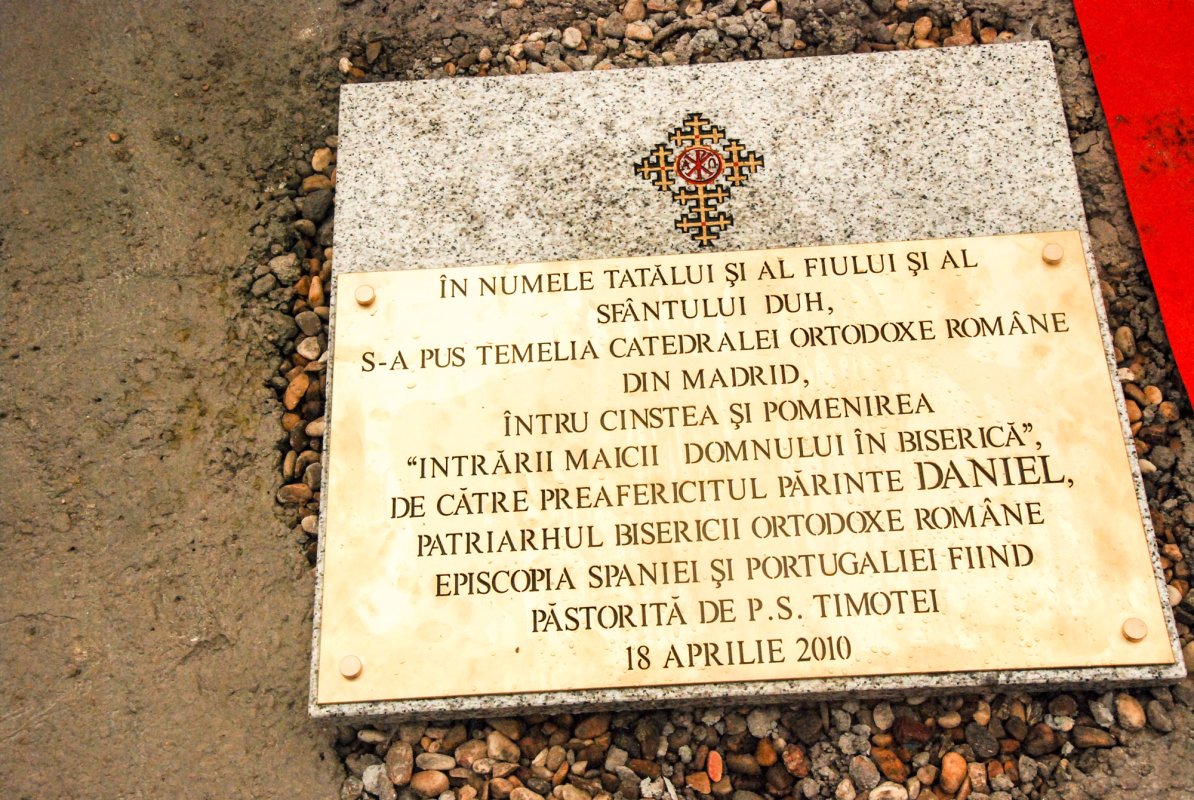 ÎN NUMELE TATĂLUI ŞI AL FIULUI ŞI AL
SFÂNTULUI DUH,
S-A PUS TEMELIA CATEDRALEI ORTODOXE ROMÂNE
DIN MADRID,
ÎNTRU CINSTEA ŞI POMENIREA
“INTRĂRII MAICII DOMNULUI ÎN BISERICĂ”,
DE CĂTRE PREAFERICITUL PĂRINTE DANIEL,
PATRIARHUL BISERICII ORTODOXE ROMÂNE
EPISCOPIA SPANIEI ŞI PORTUGALIEI FIIND
PĂSTORITĂ DE P.S. TIMOTEI
18 APRILIE 2010